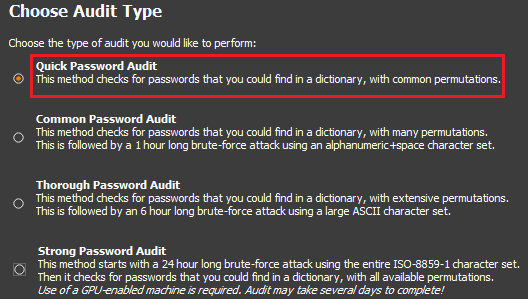 Choose Audit Type
Choose the type of audit you would like to perform:
Quick Password Audit
This method checks for passwords that you could find in a dictionary, with common permutations.
Common Password Audit
This method checks for passwords that you could find in a dictionary, with many permutations.
This is followed by a 1 hour long brute-force attack using an alphanumeric+space character set.
Thorough Password Audit
This method checks for passwords that you could find in a dictionary, with extensive permutations.
This is followed by an 6 hour long brute-force attack using a large ASCII character set.
Strong Password Audit
This method starts with a 24 hour long brute-force attack using the entire ISO-8859-1 character set.
Then it checks for passwords that you could find in a dictionary, with all available permutations.
Use of a GPU-enabled machine is required. Audit may take several days to complete!